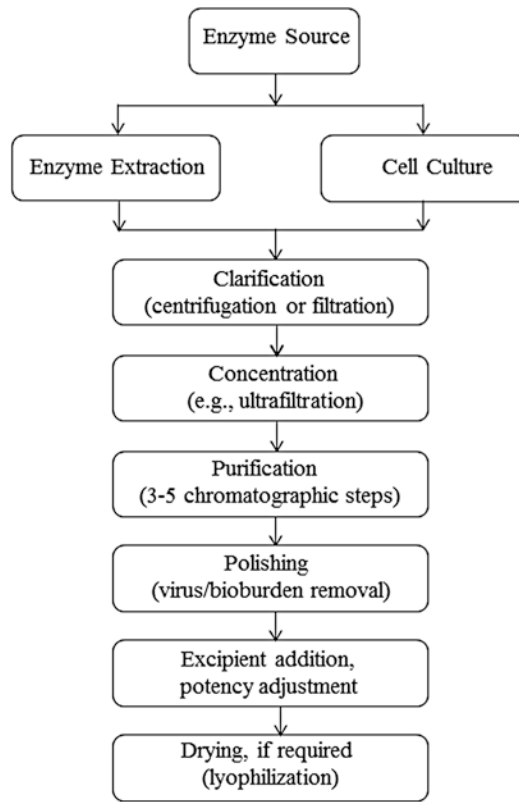 Enzyme Source
Enzyme Extraction
Cell Culture
Clarification
(centrifugation or filtration)
Concentration
(e.g., ultrafiltration)
Purification
(3-5 chromatographic steps)
Polishing
(virus/bioburden removal)
Excipient addition,
potency adjustment
Drying, if required
(lyophilization)